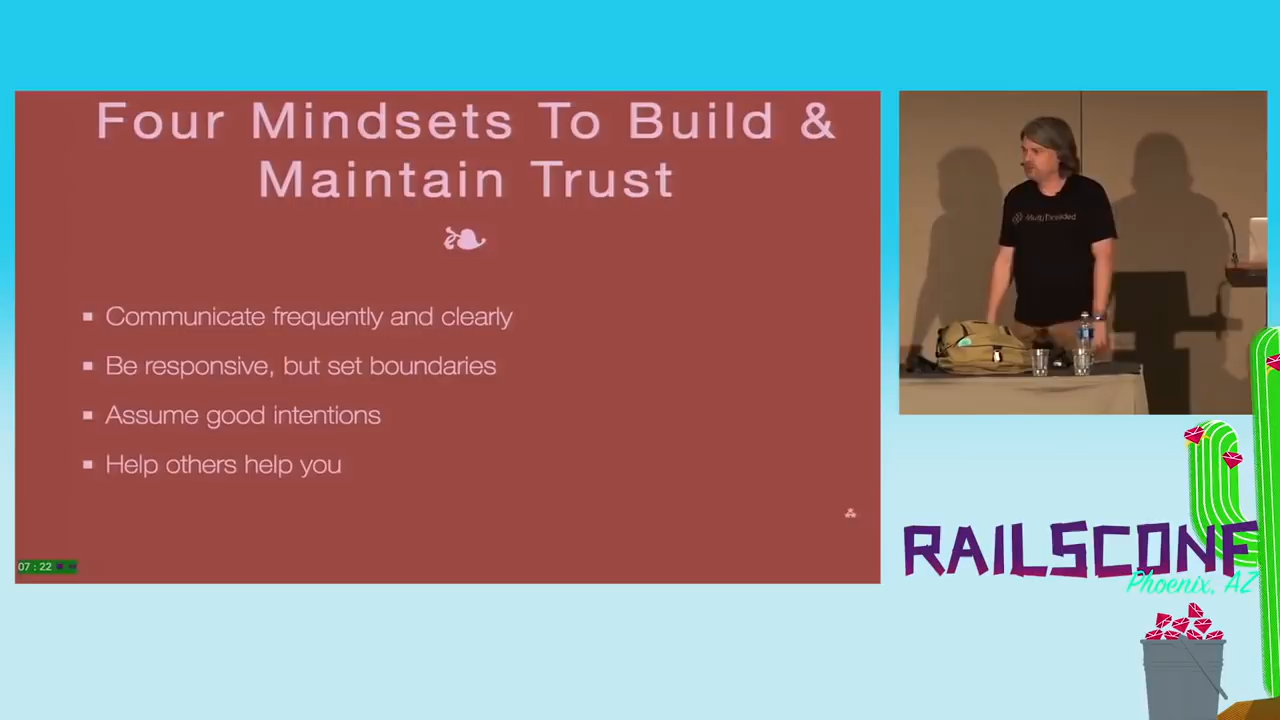 Four Mindsets To Build &
Maintain Trust
▪ Communicate frequently and clearly
▪ Be responsive, but set boundaries
▪ Assume good intentions
▪ Help others help you
07 : 22
MultiThreaded
RAILSCONF
Phoenix, AZ